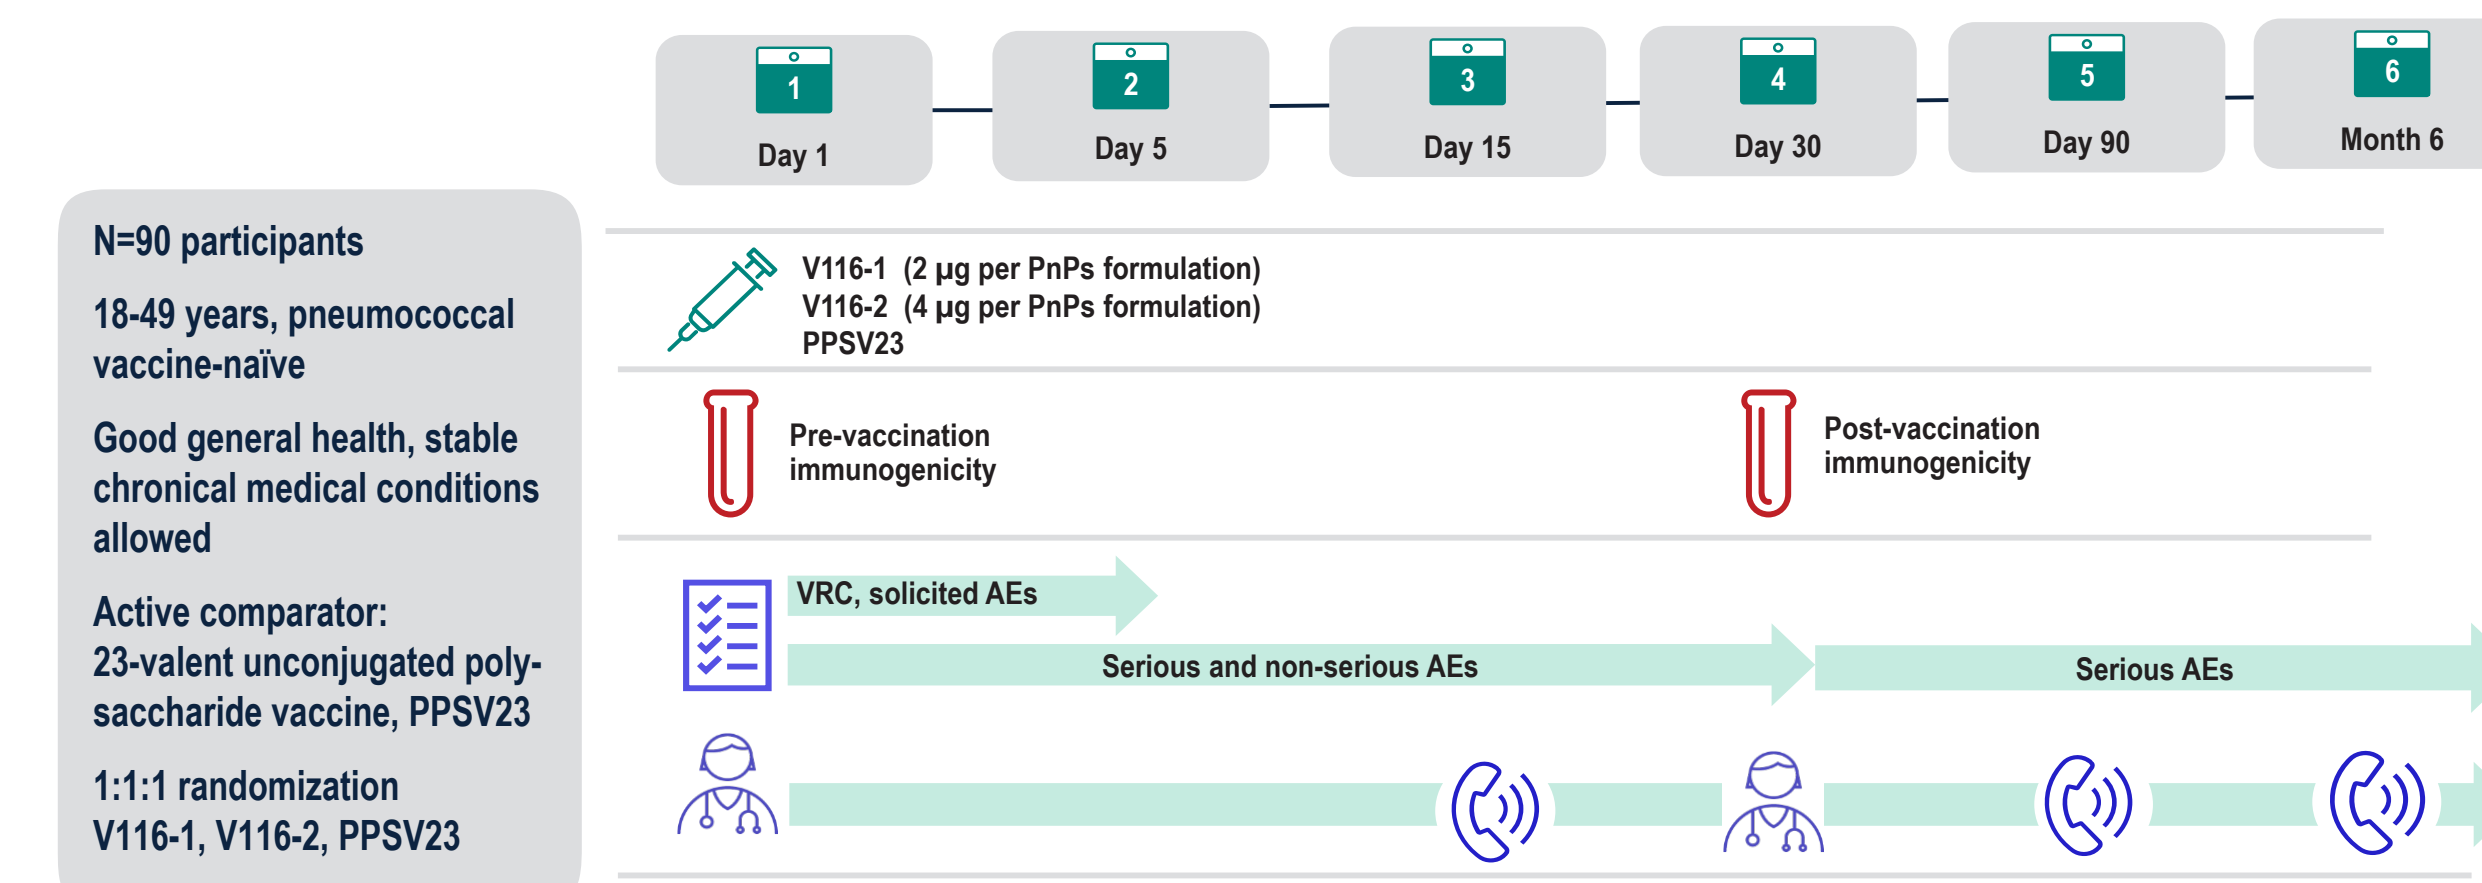 1
2
3
4
5
6
Day 1
Day 5
Day 15
Day 30
Day 90
Month 6
N=90 participants
18-49 years, pneumococcal
vaccine-naïve
Good general health, stable
chronical medical conditions
allowed
Active comparator:
23-valent unconjugated poly-
saccharide vaccine, PPSV23
1:1:1 randomization
V116-1, V116-2, PPSV23
V116-1 (2 µg per PnPs formulation)
V116-2 (4 µg per PnPs formulation)
PPSV23
Pre-vaccination
immunogenicity
Post-vaccination
immunogenicity
VRC, solicited AEs
Serious and non-serious AEs
Serious AEs